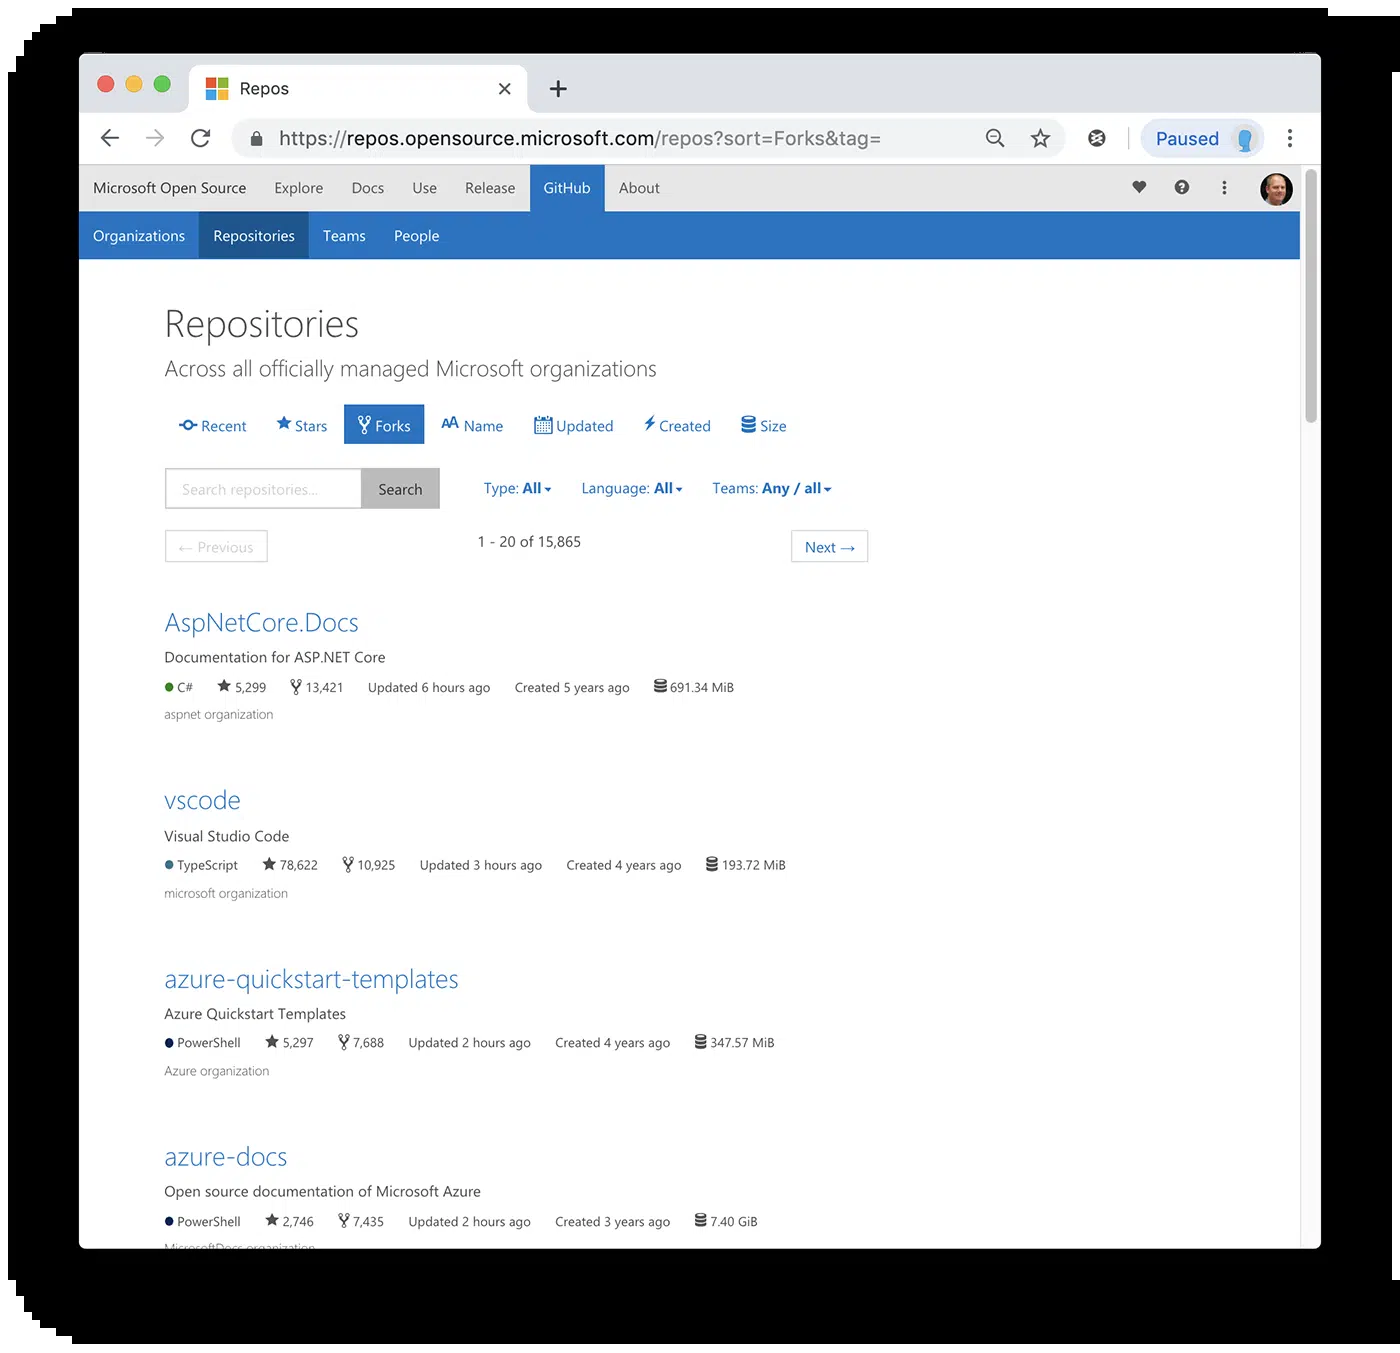 Repos
https://repos.opensource.microsoft.com/repos?sort=Forks&tag=
Paused
Microsoft Open Source Explore Docs Use Release GitHub About
Organizations Repositories Teams People
Repositories
Across all officially managed Microsoft organizations
Recent Stars Forks AA Name Updated Created Size
Search repositories... Search Type: All Language: All Teams: Any / all
← Previous 1 - 20 of 15,865 Next →
AspNetCore.Docs
Documentation for ASP.NET Core
C# 5,299 13,421 Updated 6 hours ago Created 5 years ago 691.34 MiB
aspnet organization
vscode
Visual Studio Code
TypeScript 78,622 10,925 Updated 3 hours ago Created 4 years ago 193.72 MiB
microsoft organization
azure-quickstart-templates
Azure Quickstart Templates
PowerShell 5,297 7,688 Updated 2 hours ago Created 4 years ago 347.57 MiB
Azure organization
azure-docs
Open source documentation of Microsoft Azure
PowerShell 2,746 7,435 Updated 2 hours ago Created 3 years ago 7.40 GiB
MicrosoftDocs organization